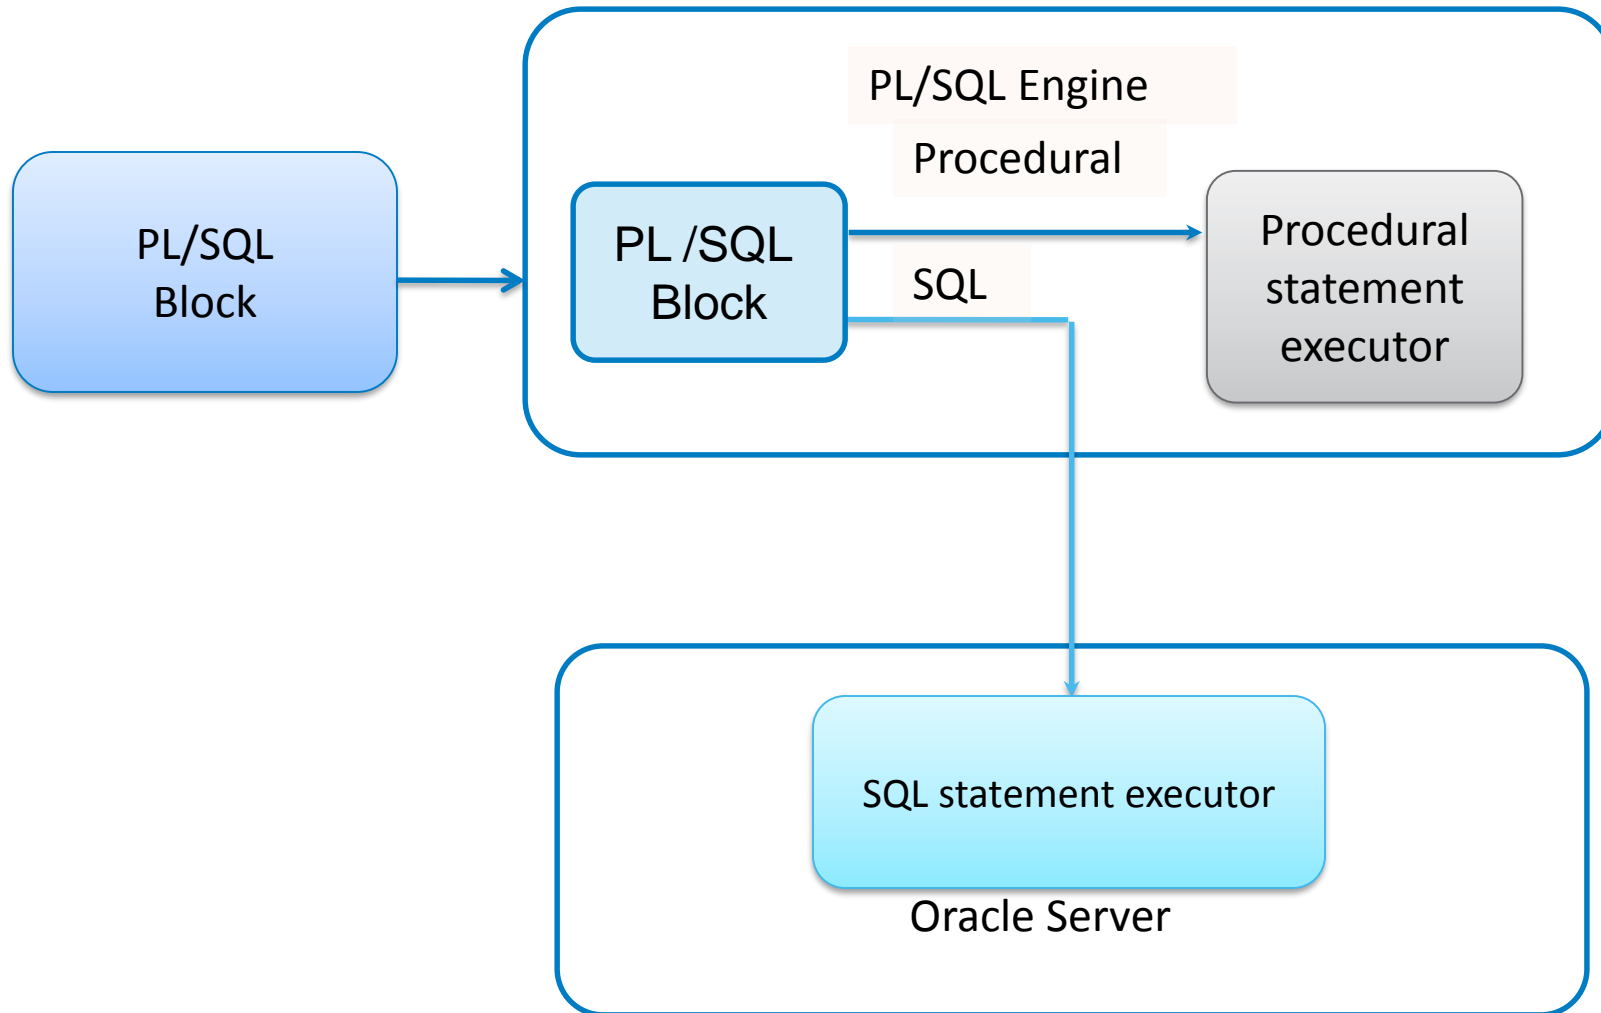 PL/SQL Engine
Procedural
PL/SQL
Block
PL /SQL
Block
SQL
Procedural
statement
executor
SQL statement executor
Oracle Server